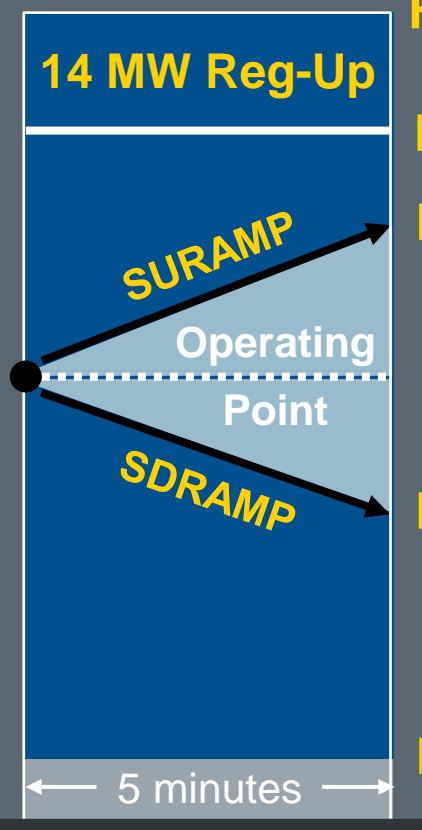 14 MW Reg-Up
SURAMP
Operating
Point
SDRAMP
5 minutes